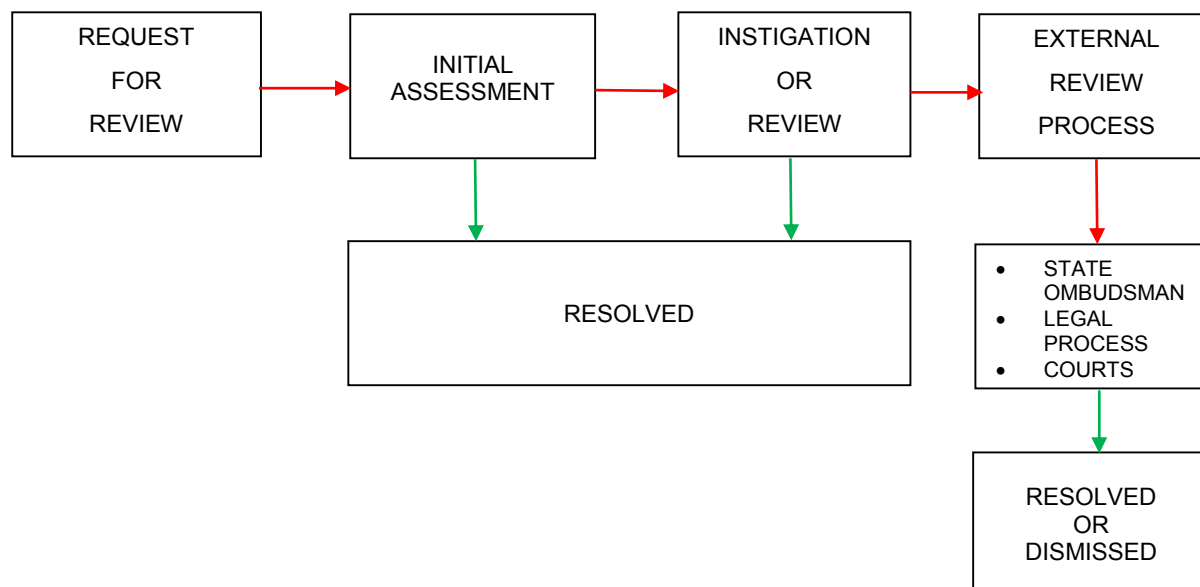 REQUEST
FOR
REVIEW
INITIAL
ASSESSMENT
INSTIGATION
OR
REVIEW
EXTERNAL
REVIEW
PROCESS
RESOLVED
• STATE
OMBUDSMAN
• LEGAL
PROCESS
• COURTS
RESOLVED
OR
DISMISSED